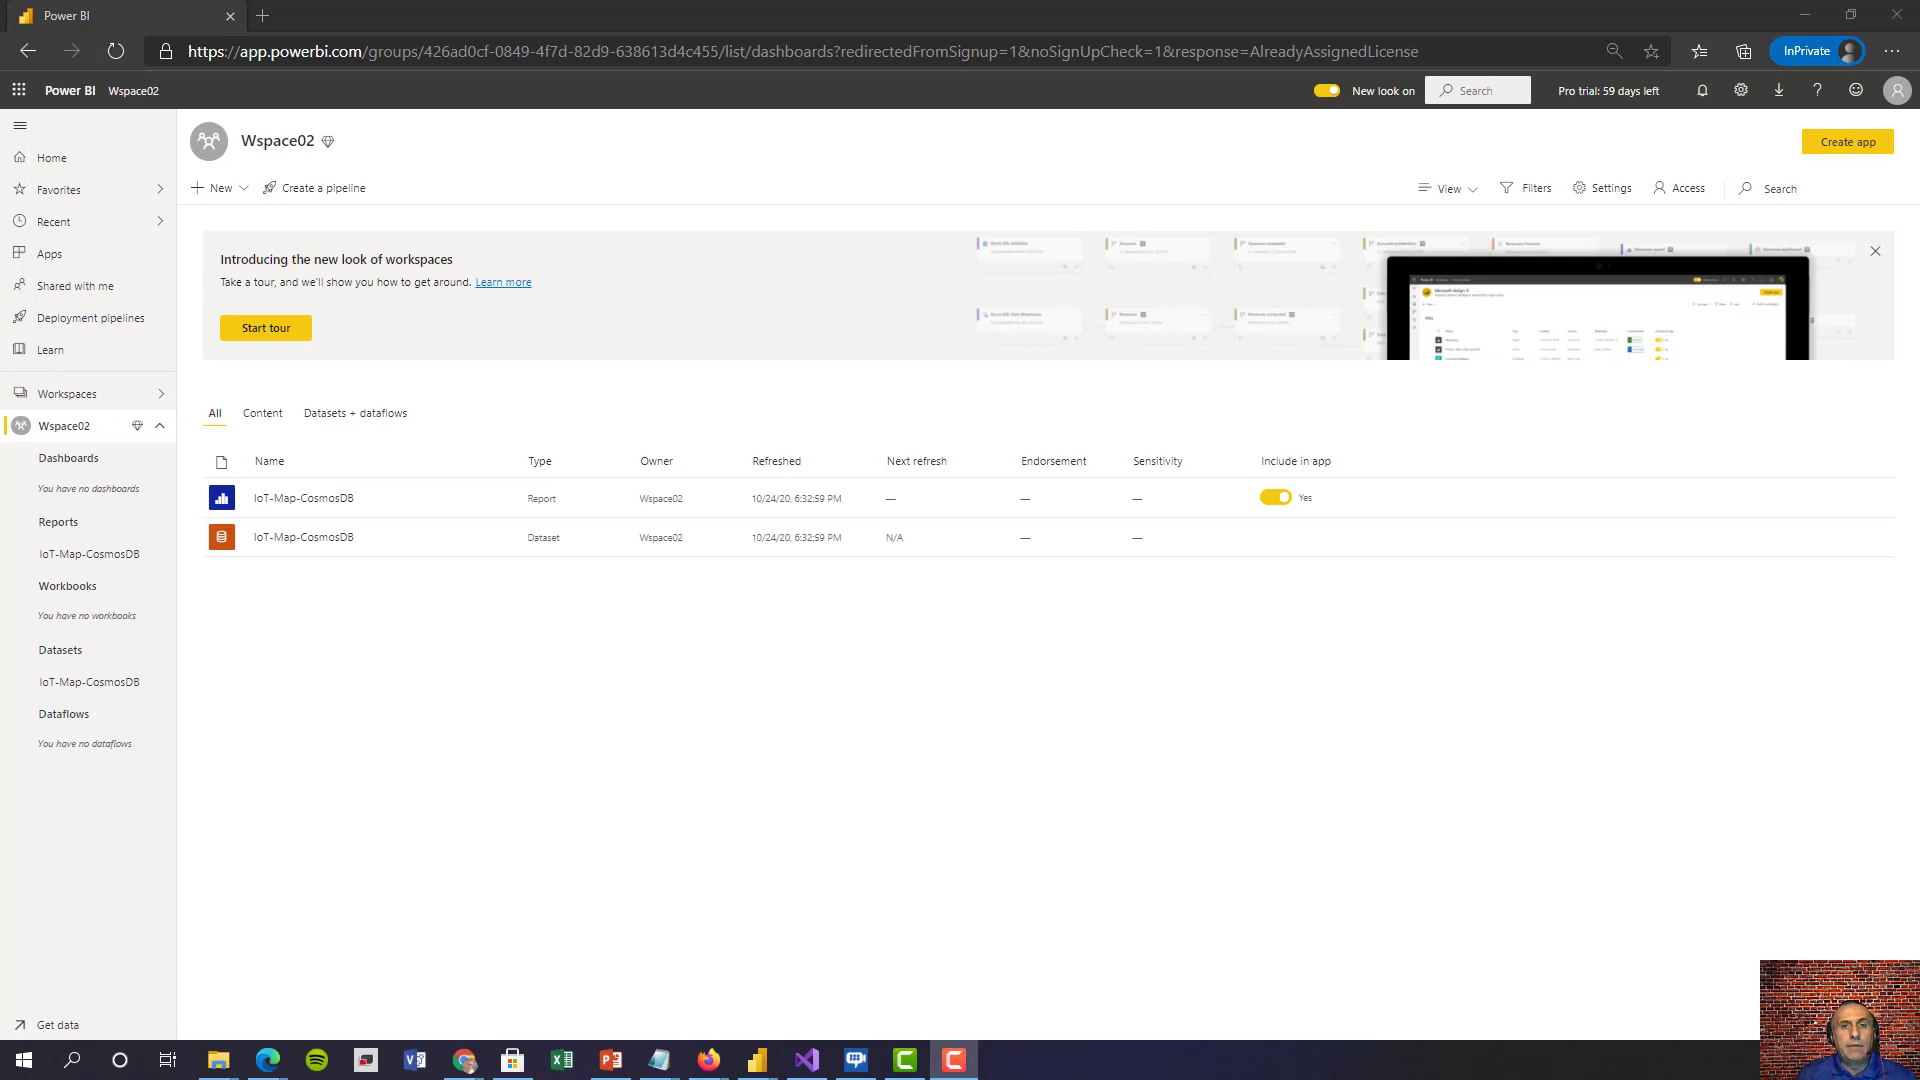 Power BI
https://app.powerbi.com/groups/426ad0cf-0849-4f7d-82d9-638613d4c455/list/dashboards?redirectedFromSignup=1&noSignUpCheck=1&response=AlreadyAssignedLicense
InPrivate
Power BI Wspace02
New look on
Search
Pro trial: 59 days left
Wspace02
Create app
New
Create a pipeline
View
Filters
Settings
Access
Search
Home
Favorites
Recent
Apps
Shared with me
Deployment pipelines
Learn
Workspaces
Wspace02
Dashboards
You have no dashboards
Reports
IoT-Map-CosmosDB
Workbooks
You have no workbooks
Datasets
IoT-Map-CosmosDB
Dataflows
You have no dataflows
Get data
Introducing the new look of workspaces
Take a tour, and we'll show you how to get around. Learn more
Start tour
All Content Datasets + dataflows
Name Type Owner Refreshed Next refresh Endorsement Sensitivity Include in app
IoT-Map-CosmosDB Report Wspace02 10/24/20, 6:32:59 PM — — — Yes
IoT-Map-CosmosDB Dataset Wspace02 10/24/20, 6:32:59 PM N/A — —